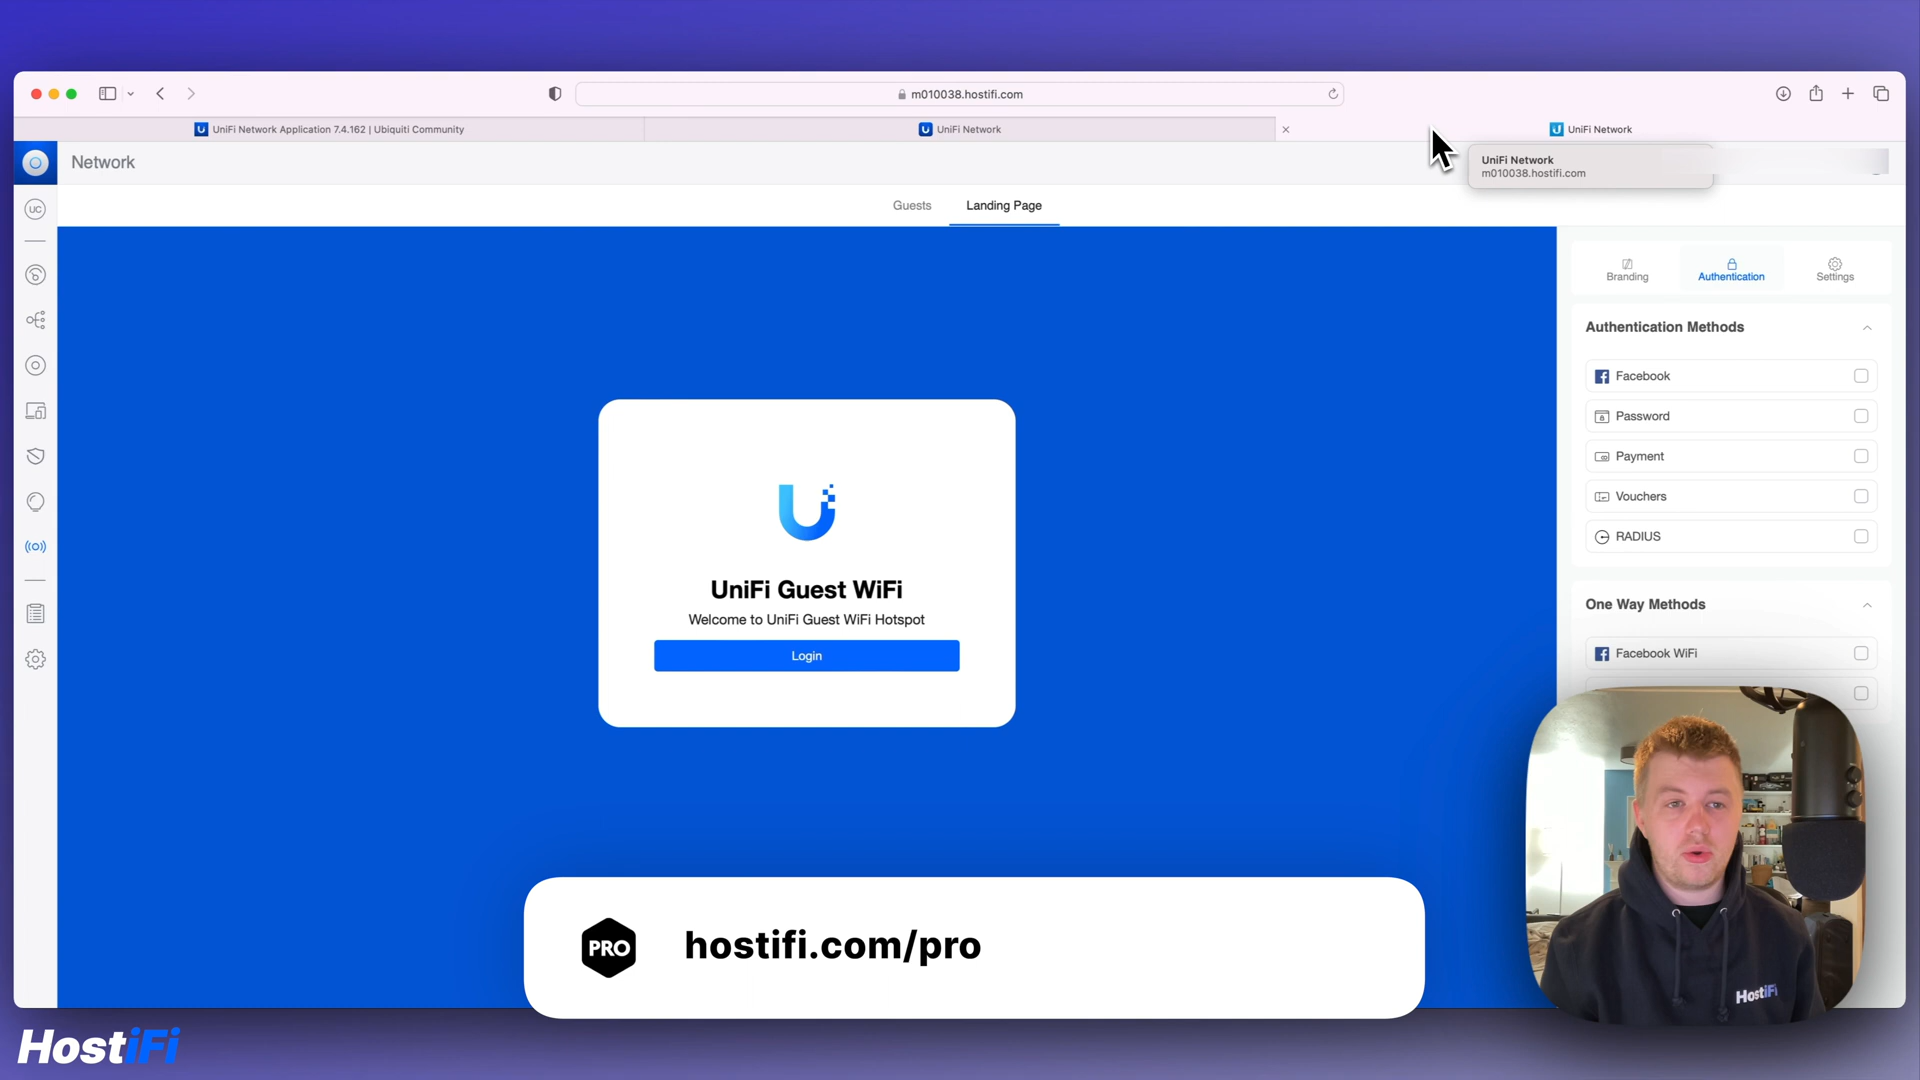 m010038.hostifi.com
UniFi Network Application 7.4.162 | Ubiquiti Community
UniFi Network
UniFi Network
Network
UniFi Network
m010038.hostifi.com
UC
Guests
Landing Page
Branding
Authentication
Settings
Authentication Methods
Facebook
Password
Payment
Vouchers
RADIUS
One Way Methods
Facebook WiFi
UniFi Guest WiFi
Welcome to UniFi Guest WiFi Hotspot
Login
PRO
hostifi.com/pro
HostiFi
HostiFi